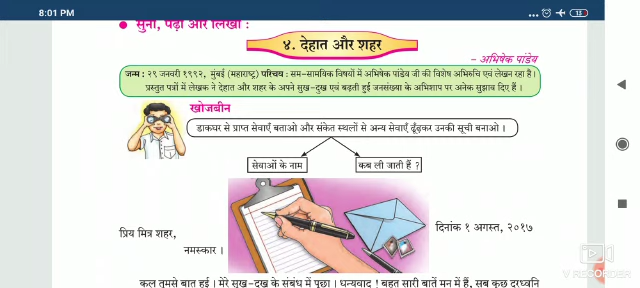 8:01 PM
13
● सुनो, पढ़ो और लिखो :
४. देहात और शहर
- अभिषेक पांडेय
जन्म : २९ जनवरी १९९२, मुंबई (महाराष्ट्र) परिचय : सम-सामयिक विषयों में अभिषेक पांडेय जी की विशेष अभिरुचि एवं लेखन रहा है।
प्रस्तुत पत्रों में लेखक ने देहात और शहर के अपने सुख-दुख एवं बढ़ती हुई जनसंख्या के अभिशाप पर अनेक सुझाव दिए हैं ।
खोजबीन
डाकघर से प्राप्त सेवाएँ बताओ और संकेत स्थलों से अन्य सेवाएँ ढूँढ़कर उनकी सूची बनाओ ।
सेवाओं के नाम
कब ली जाती हैं ?
दिनांक १ अगस्त, २०१७
प्रिय मित्र शहर,
नमस्कार ।
V RECORDER
कल तुमसे बात हुई । मेरे सुख-दुख के संबंध में पूछा । धन्यवाद ! बहुत सारी बातें मन में हैं, सब कुछ दूरध्वनि